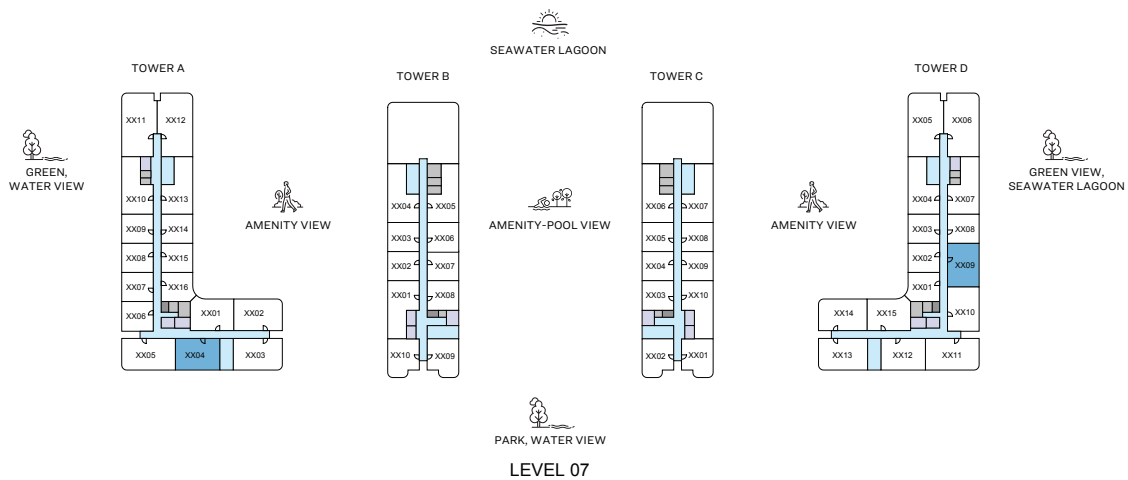 SEAWATER LAGOON
TOWER A
TOWER B
TOWER C
TOWER D
XX11 XX12
XX10 XX13
XX09 XX14
XX08 XX15
XX07 XX16
XX06
XX01 XX02
XX05 XX04 XX03
XX04 XX05
XX03 XX06
XX02 XX07
XX01 XX08
XX10 XX09
XX06 XX07
XX05 XX08
XX04 XX09
XX03 XX10
XX02 XX01
XX05 XX06
XX04 XX07
XX03 XX08
XX02 XX09
XX01
XX10
XX14 XX15
XX13 XX12 XX11
GREEN,
WATER VIEW
AMENITY VIEW
AMENITY-POOL VIEW
AMENITY VIEW
GREEN VIEW,
SEAWATER LAGOON
PARK, WATER VIEW
LEVEL 07